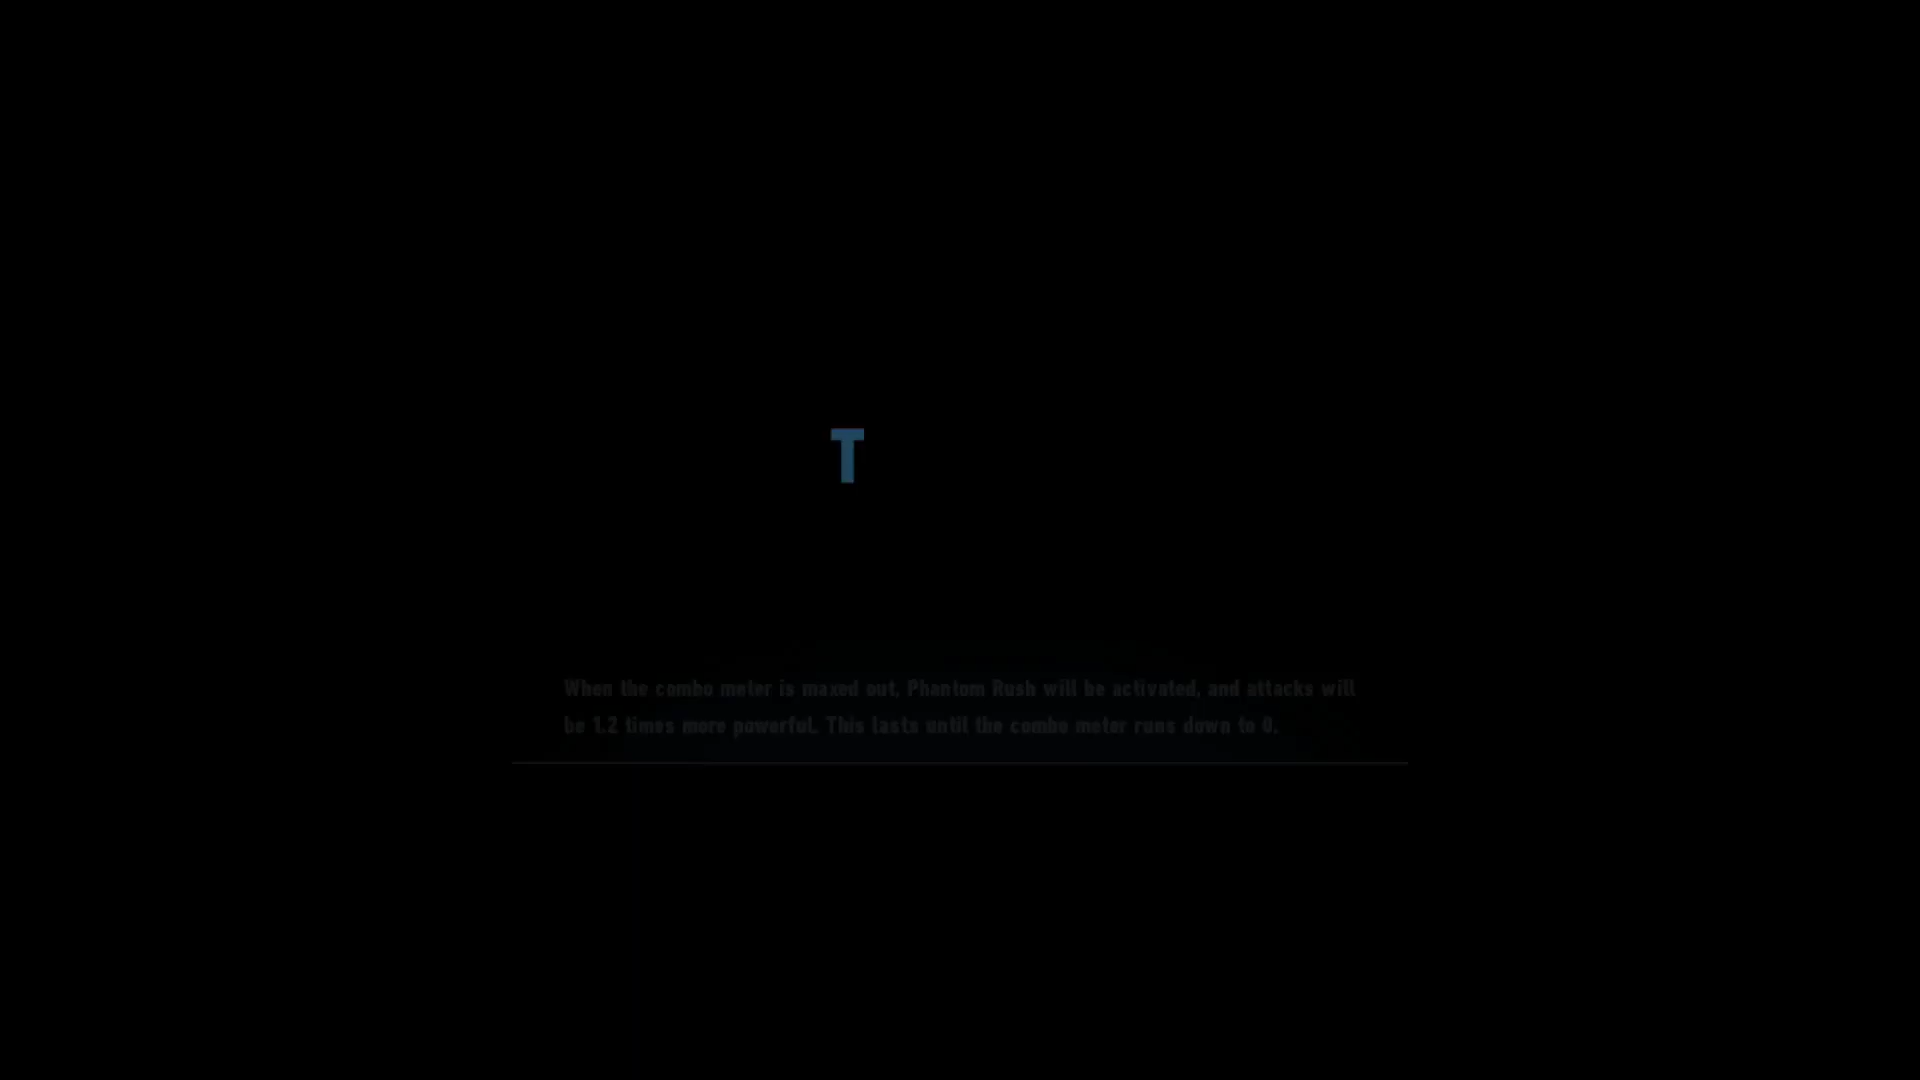 T
When the combo meter is maxed out, Phantom Rush will be activated, and attacks will
be 1.2 times more powerful. This lasts until the combo meter runs down to 0.